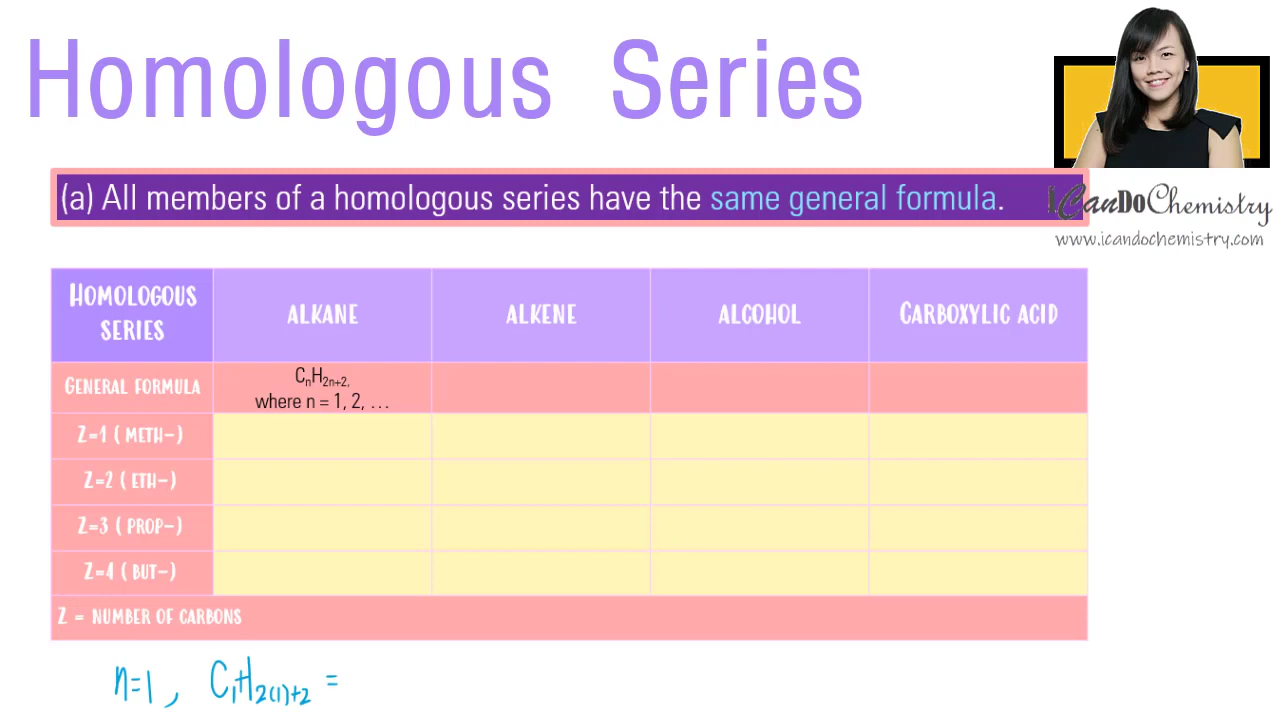 Homologous Series
(a) All members of a homologous series have the same general formula.
ICanDoChemistry
www.icandochemistry.com
HOMOLOGOUS SERIES
ALKANE
ALKENE
ALCOHOL
CARBOXYLIC ACID
GENERAL FORMULA
CₙH₂ₙ₊₂,
where n = 1, 2, …
Z=1 ( METH-)
Z=2 ( ETH-)
Z=3 ( PROP-)
Z=4 ( BUT-)
Z = NUMBER OF CARBONS
n=1 , C₁H₂₍₁₎₊₂ =